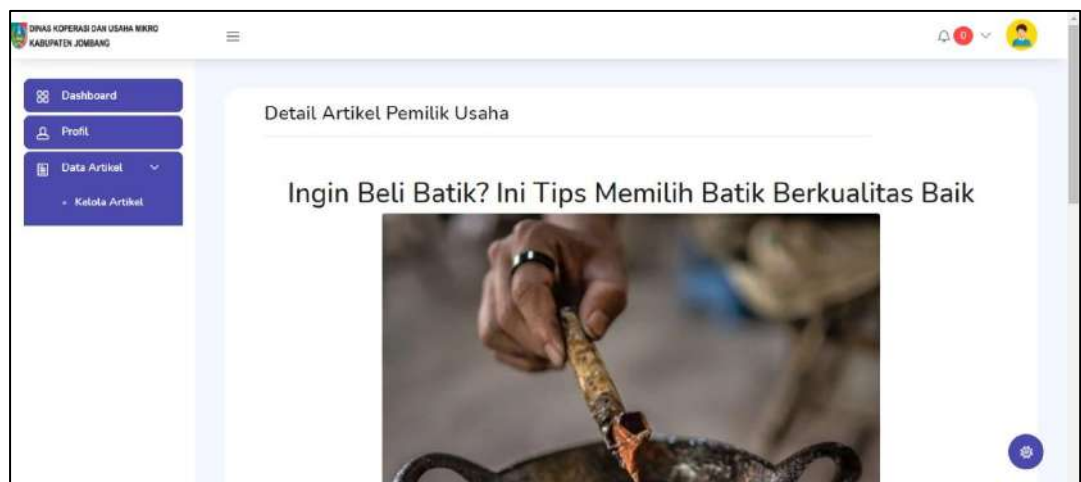 DINAS KOPERASI DAN USAHA MIKRO
KABUPATEN JOMBANG
0
Dashboard
Profil
Data Artikel
Kelola Artikel
Detail Artikel Pemilik Usaha
Ingin Beli Batik? Ini Tips Memilih Batik Berkualitas Baik